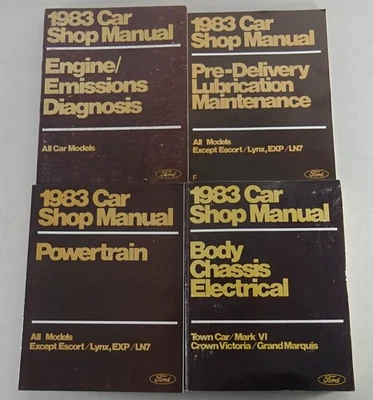 1983 Car
Shop Manual
Engine/
Emissions
Diagnosis
All Car Models
Ford
1983 Car
Shop Manual
Pre-Delivery
Lubrication
Maintenance
All Models
Except Escort/Lynx, EXP/LN7
F
Ford
1983 Car
Shop Manual
Powertrain
All Models
Except Escort/Lynx, EXP/LN7
Ford
1983 Car
Shop Manual
Body
Chassis
Electrical
Town Car/Mark VI
Crown Victoria/Grand Marquis
Ford